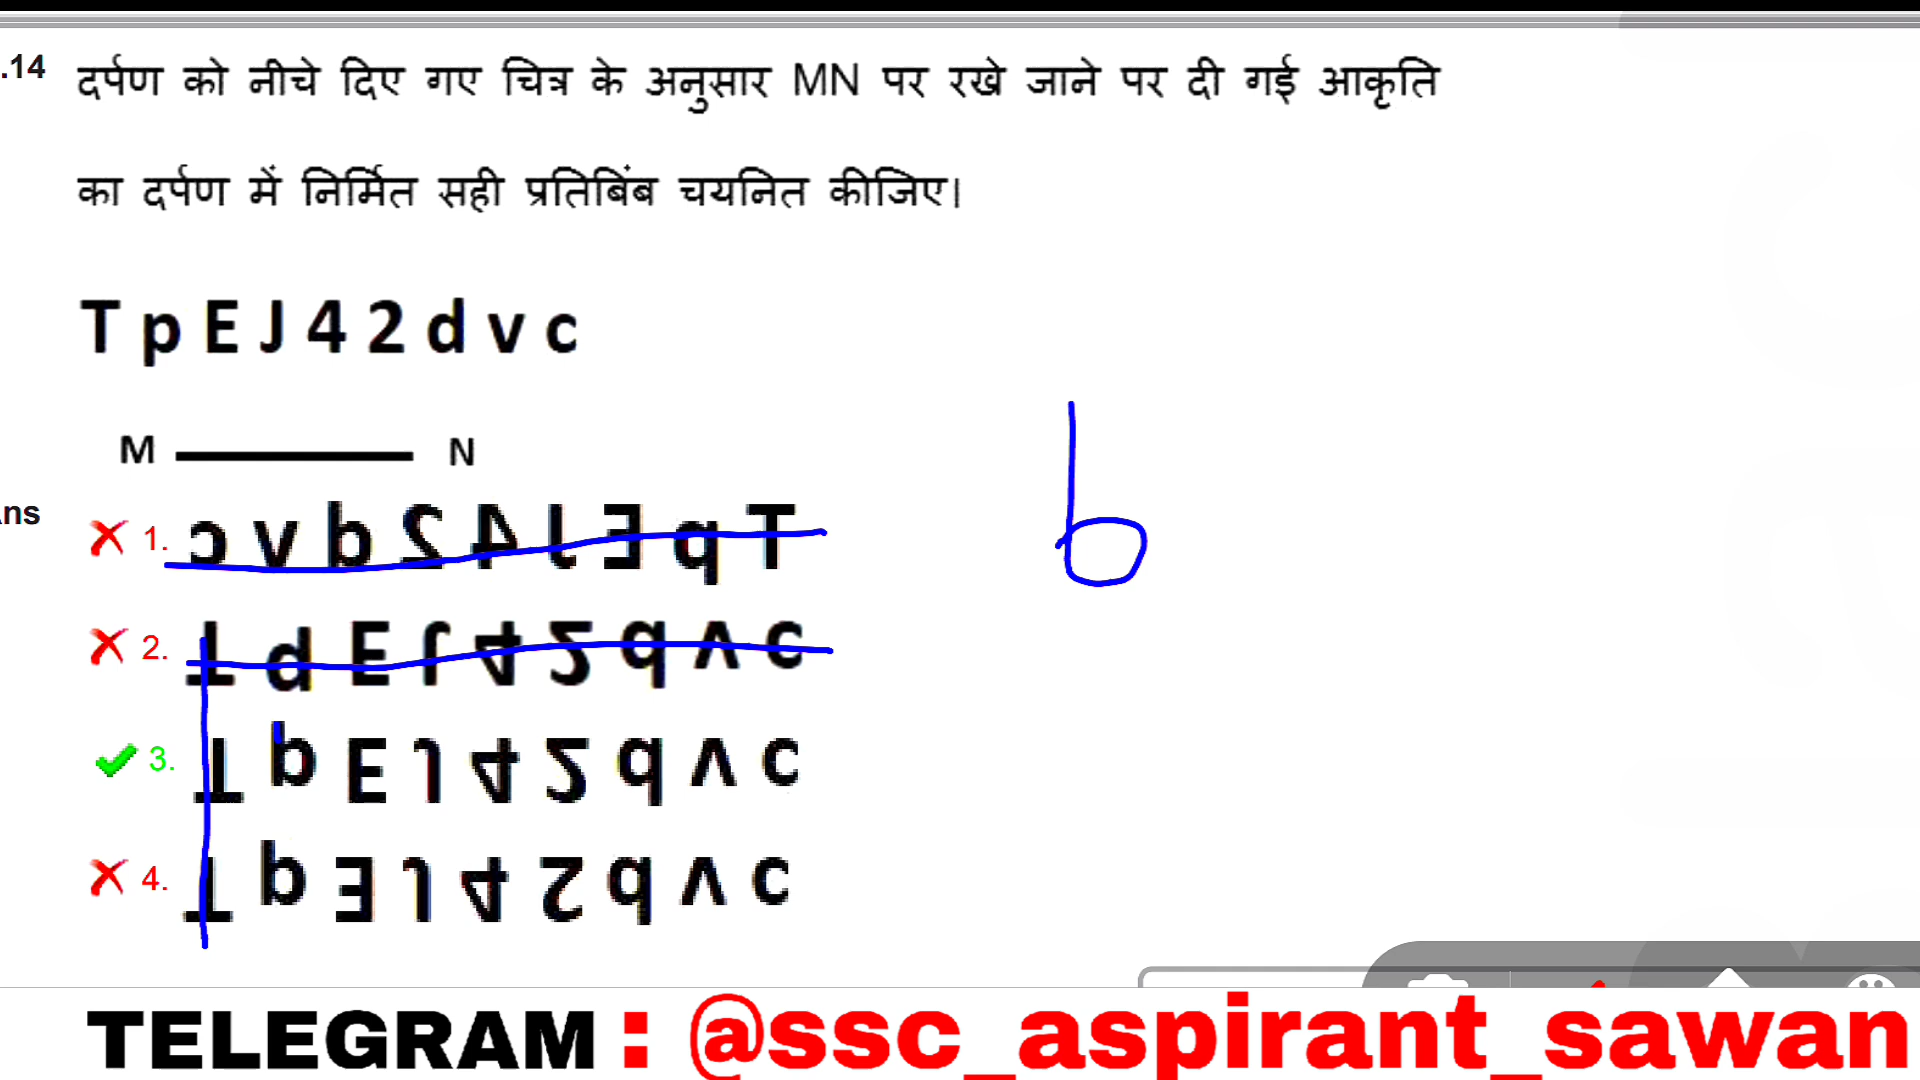 .14 दर्पण को नीचे दिए गए चित्र के अनुसार MN पर रखे जाने पर दी गई आकृति
का दर्पण में निर्मित सही प्रतिबिंब चयनित कीजिए।
T p E J 4 2 d v c
M N
ns
1.
2.
3.
4.
b
TELEGRAM : @ssc_aspirant_sawan